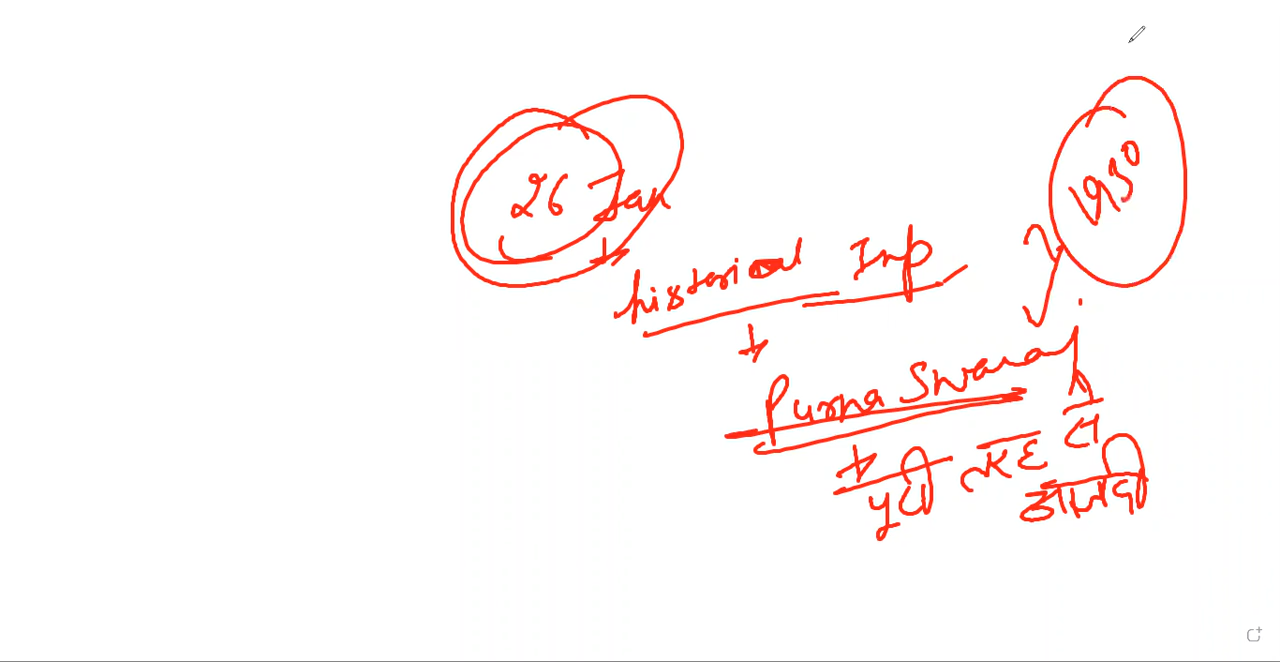 26 Jan
1930
historical Imp
Purna Swaraj
पूरी तरह से
आजादी